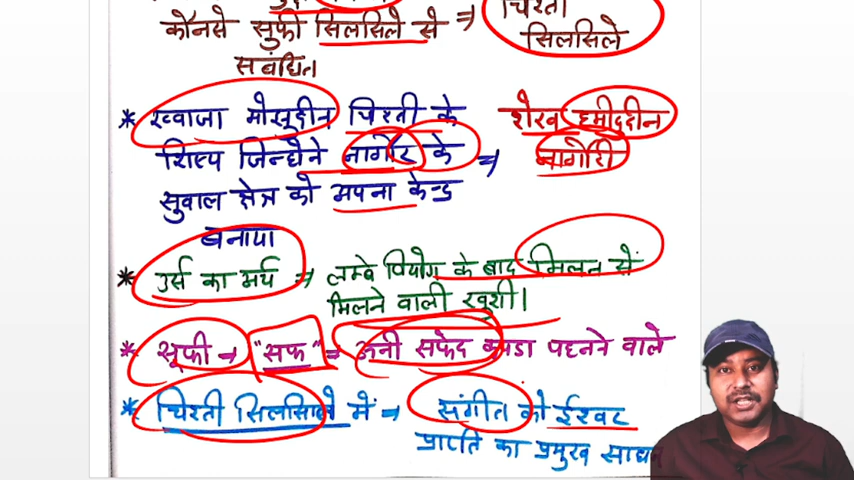 कौनसे सुफी सिलसिले से ⇒ चिश्ती
सिलसिले
संबंधित
* ख्वाजा मोइनुद्दीन चिश्ती के शेख हमीदुद्दीन
शिष्य जिन्होने नागौर के ⇒ नागौरी
सुवाल क्षेत्र को अपना केन्द्र
बनाया
* उर्स का अर्थ ⇒ लम्बे वियोग के बाद मिलन से
मिलने वाली खुशी।
* सूफी → "सफ" ⇒ ऊनी सफेद कपडा पहनने वाले
* चिश्ती सिलसिले में ⇒ संगीत को ईश्वर
प्राप्ति का प्रमुख साधन